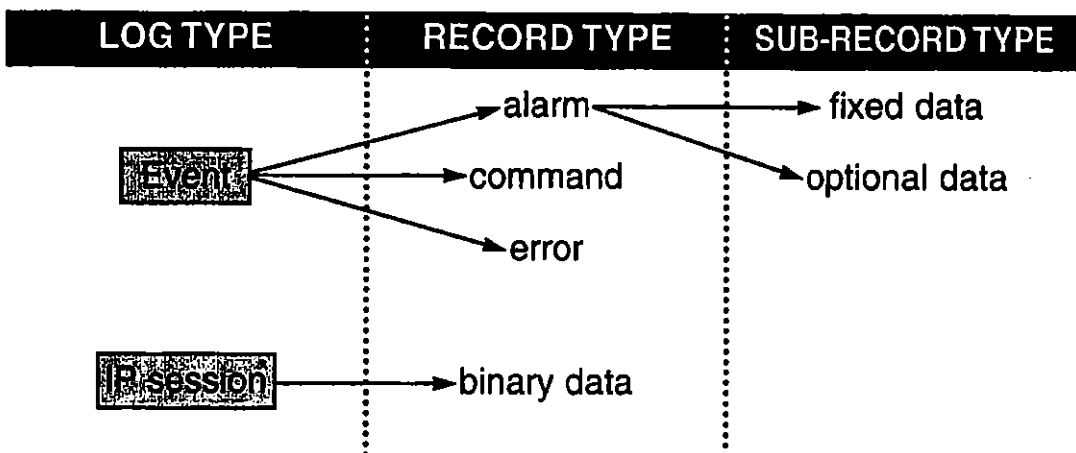 LOG TYPE RECORD TYPE SUB-RECORD TYPE
alarm fixed data
Event command optional data
error
IP session binary data